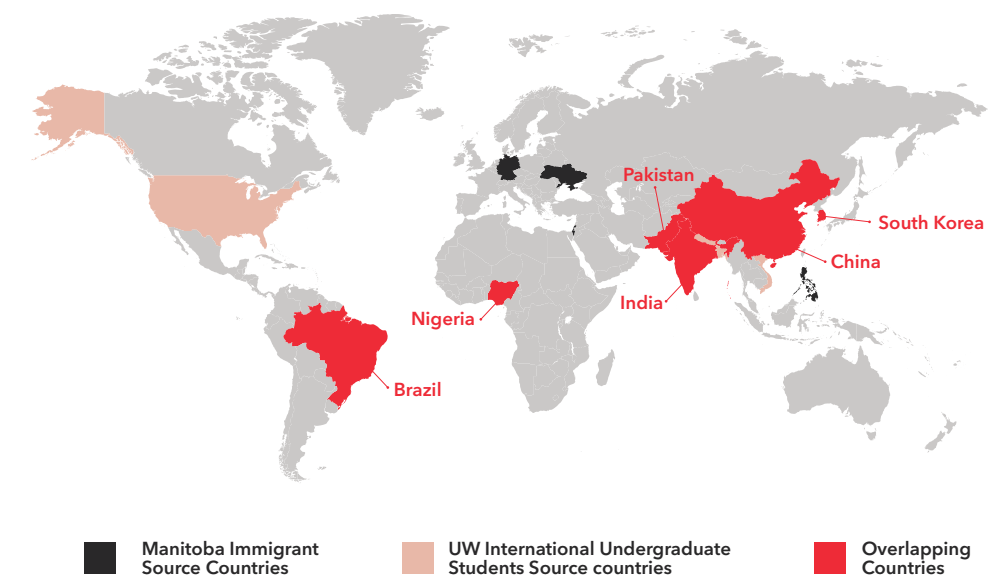 Pakistan
South Korea
China
India
Nigeria
Brazil
Manitoba Immigrant
Source Countries
UW International Undergraduate
Students Source countries
Overlapping
Countries